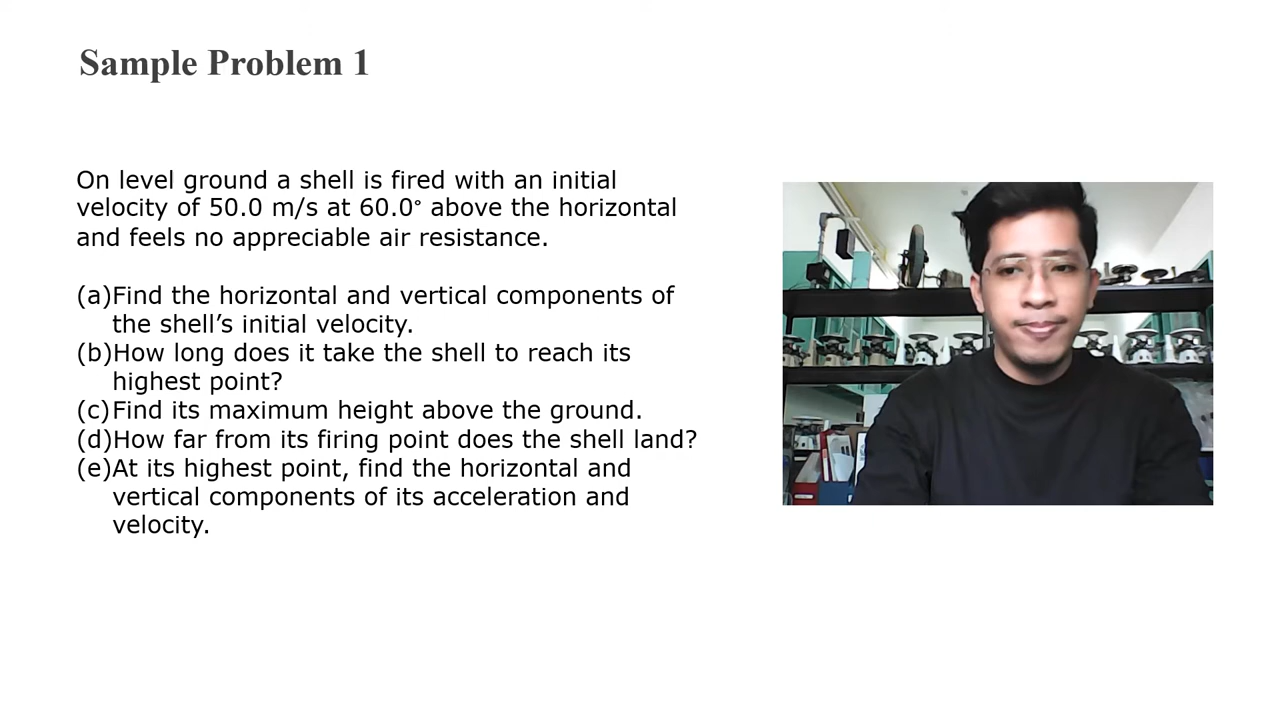 Sample Problem 1
On level ground a shell is fired with an initial
velocity of 50.0 m/s at 60.0° above the horizontal
and feels no appreciable air resistance.
(a)Find the horizontal and vertical components of
the shell’s initial velocity.
(b)How long does it take the shell to reach its
highest point?
(c)Find its maximum height above the ground.
(d)How far from its firing point does the shell land?
(e)At its highest point, find the horizontal and
vertical components of its acceleration and
velocity.